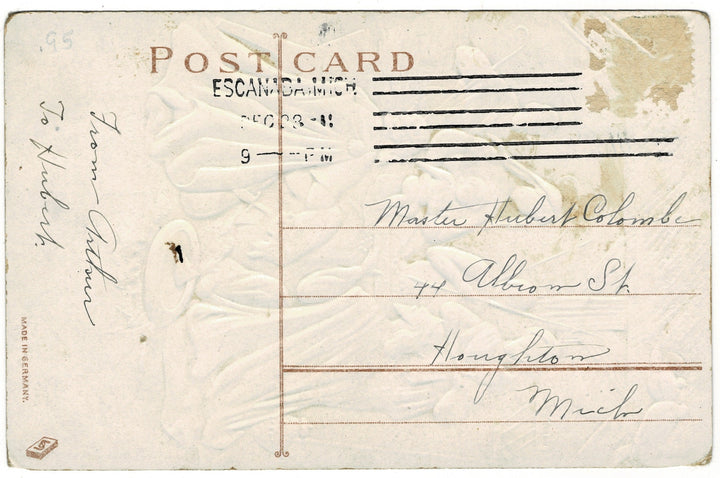 .95
POST CARD
ESCANABA, MICH.
DEC 23
9 — PM
From Arthur
To Hubert.
Master Hubert Colombe
44 Albion St.
Houghton
Mich
MADE IN GERMANY.